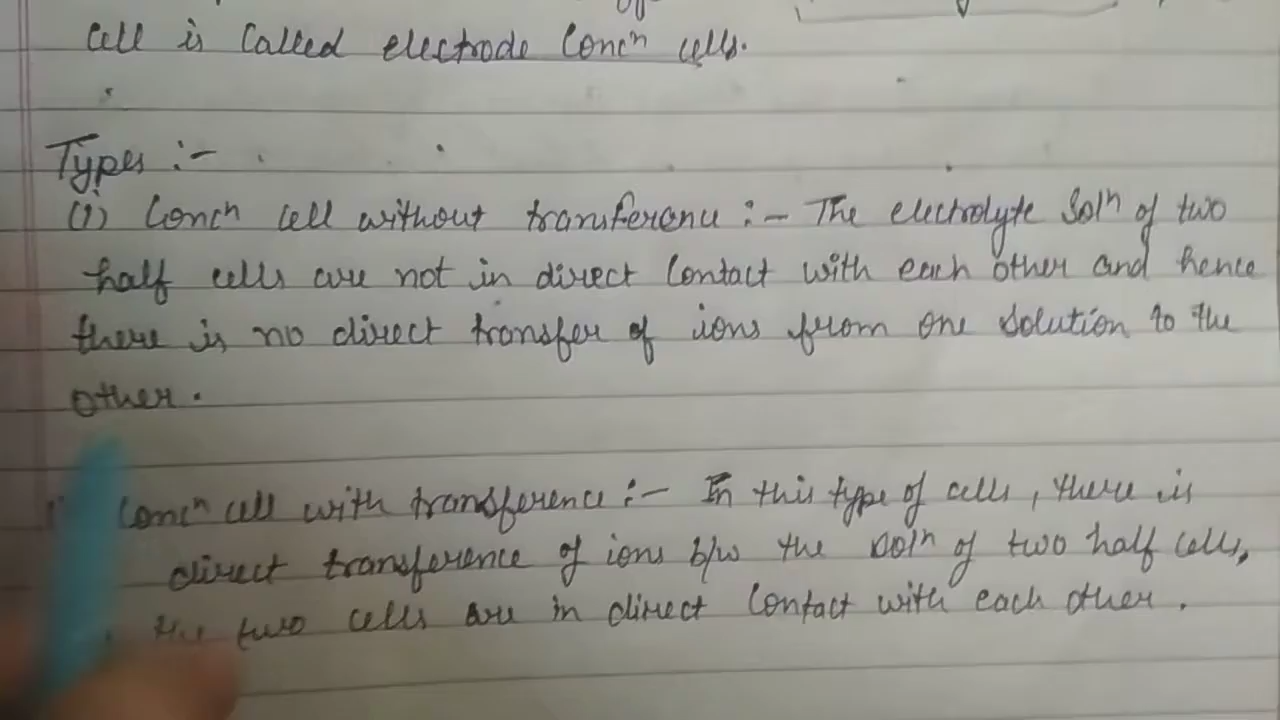 Cell is Called electrode Concⁿ cells.
Types :-
(1) Concⁿ cell without transference :- The electrolyte Solⁿ of two
half cells are not in direct Contact with each other and hence
there is no direct transfer of ions from one solution to the
other.
Concⁿ cell with transference :- In this type of cells, there is
direct transference of ions b/w the solⁿ of two half cells,
the two cells are in direct Contact with each other.